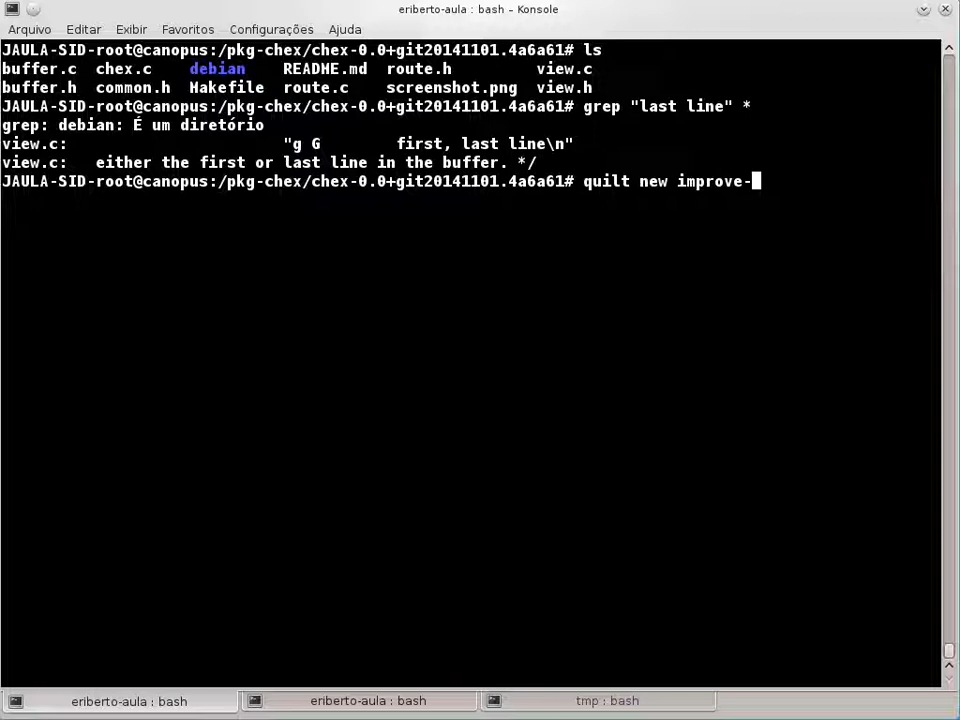 eriberto-aula : bash – Konsole
Arquivo Editar Exibir Favoritos Configurações Ajuda
JAULA-SID-root@canopus:/pkg-chex/chex-0.0+git20141101.4a6a61# ls
buffer.c chex.c debian README.md route.h view.c
buffer.h common.h Makefile route.c screenshot.png view.h
JAULA-SID-root@canopus:/pkg-chex/chex-0.0+git20141101.4a6a61# grep "last line" *
grep: debian: É um diretório
view.c: "g G first, last line\n"
view.c: either the first or last line in the buffer. */
JAULA-SID-root@canopus:/pkg-chex/chex-0.0+git20141101.4a6a61# quilt new improve-
eriberto-aula : bash eriberto-aula : bash tmp : bash